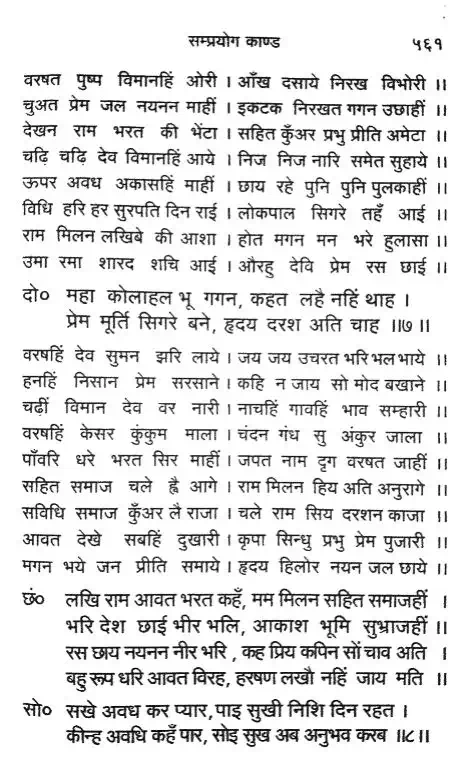 सम्प्रयोग काण्ड ५६१
वरषत पुष्प विमानहिं ओरी । आँख दसाये निरख विभोरी ।।
चुअत प्रेम जल नयनन माहीं । इकटक निरखत गगन उछाहीं ।।
देखन राम भरत की भेंटा । सहित कुँअर प्रभु प्रीति अमेटा ।।
चढ़ि चढ़ि देव विमानहिं आये । निज निज नारि समेत सुहाये ।।
ऊपर अवध अकासहिं माहीं । छाय रहे पुनि पुनि पुलकाहीं ।।
विधि हरि हर सुरपति दिन राई । लोकपाल सिगरे तहँ आई ।।
राम मिलन लखिबे की आशा । होत मगन मन भरे हुलासा ।।
उमा रमा शारद शचि आई । औरहु देवि प्रेम रस छाई ।।
दो० महा कोलाहल भू गगन, कहत लहै नहिं थाह ।
प्रेम मूर्ति सिगरे बने, हृदय दरश अति चाह ।।७।।
वरषहिं देव सुमन झरि लाये । जय जय उचरत भरि भल भाये ।।
हनहिं निसान प्रेम सरसाने । कहि न जाय सो मोद बखाने ।।
चढीं विमान देव वर नारी । नाचहिं गावहिं भाव सम्हारी ।।
वरषहिं केसर कुंकुम माला । चंदन गंध सु अंकुर जाला ।।
पाँवरि धरे भरत सिर माहीं । जपत नाम दृग वरषत जाहीं ।।
सहित समाज चले ह्वै आगे । राम मिलन हिय अति अनुरागे ।।
सविधि समाज कुँअर लै राजा । चले राम सिय दरशन काजा ।।
आवत देखे सबहिं दुखारी । कृपा सिन्धु प्रभु प्रेम पुजारी ।।
मगन भये जन प्रीति समाये । हृदय हिलोर नयन जल छाये ।।
छं० लखि राम आवत भरत कहँ, मम मिलन सहित समाजहीं ।
भरि देश छाई भीर भलि, आकाश भूमि सुभ्राजहीं ।।
रस छाय नयनन नीर भरि , कह प्रिय कपिन सों चाव अति ।
बहु रूप धरि आवत विरह, हरषण लखौ नहिं जाय मति ।।
सो० सखे अवध कर प्यार, पाइ सुखी निशि दिन रहत ।
कीन्ह अवधि कहँ पार, सोइ सुख अब अनुभव करब ।।८।।